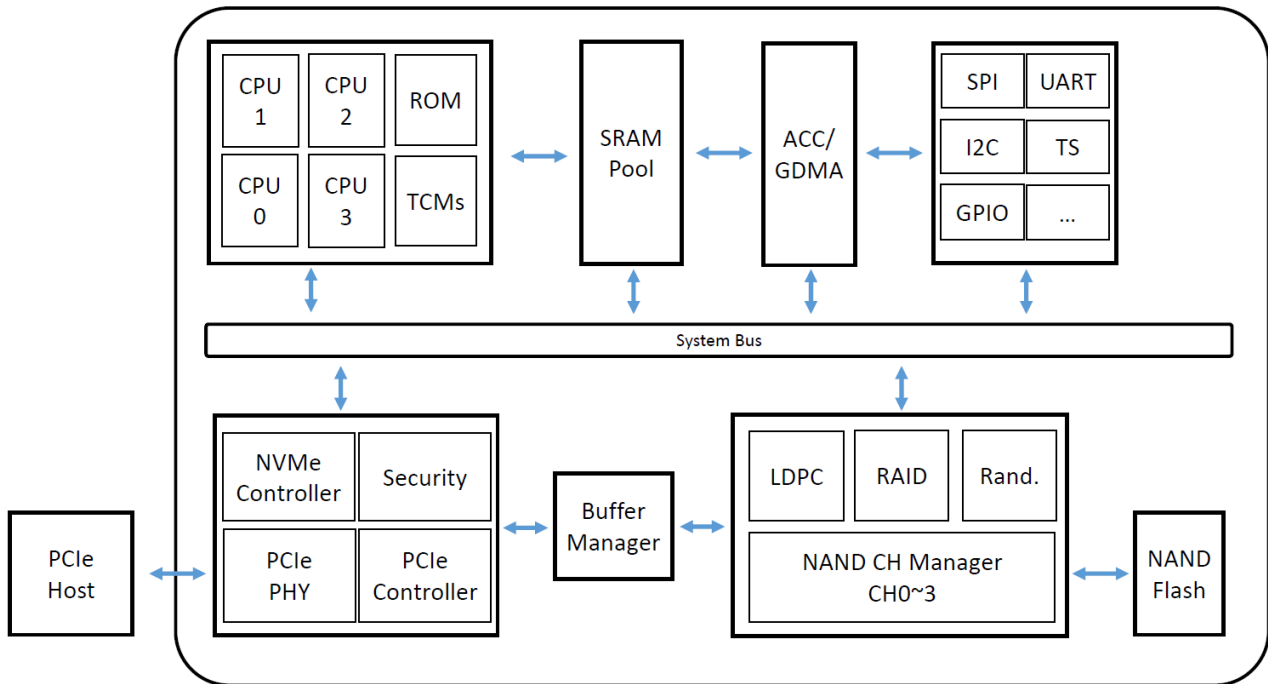 CPU
1
CPU
2
ROM
CPU
0
CPU
3
TCMs
SRAM
Pool
ACC/
GDMA
SPI
UART
I2C
TS
GPIO
...
System Bus
NVMe
Controller
Security
PCIe
PHY
PCIe
Controller
Buffer
Manager
LDPC
RAID
Rand.
NAND CH Manager
CH0~3
PCIe
Host
NAND
Flash